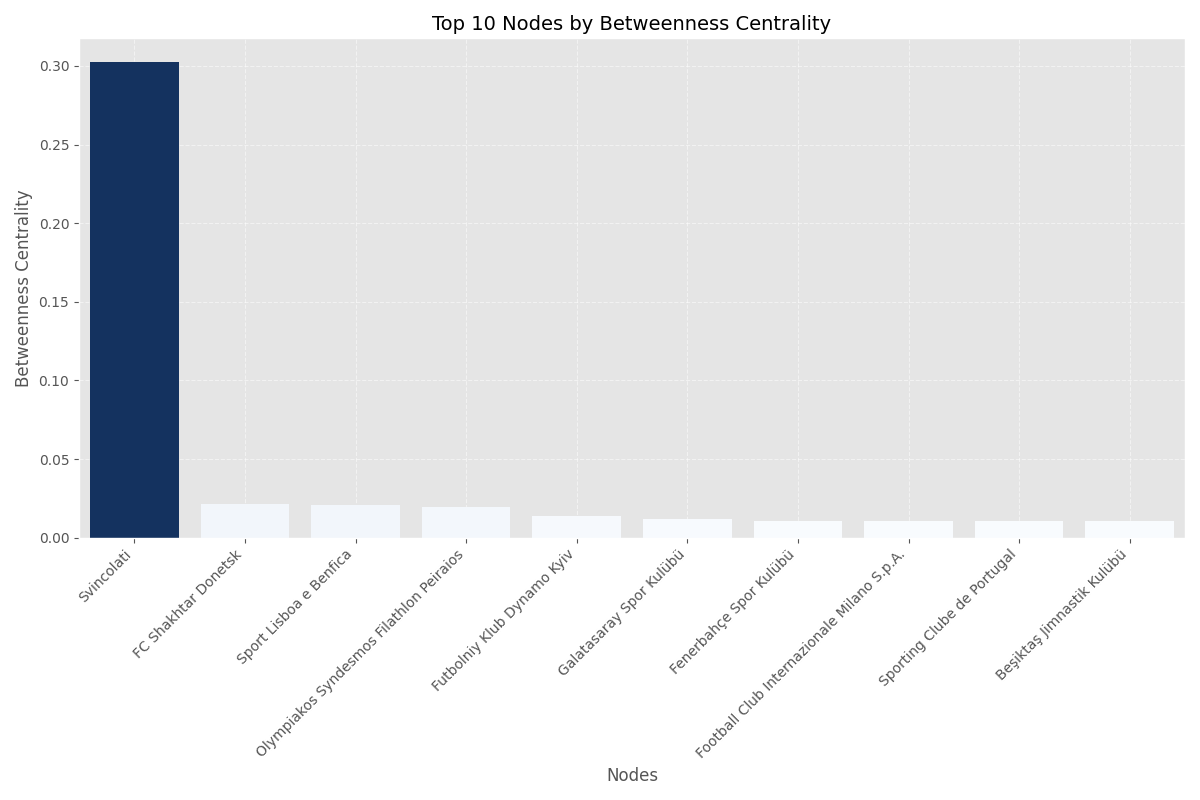 Top 10 Nodes by Betweenness Centrality
Betweenness Centrality
0.30
0.25
0.20
0.15
0.10
0.05
0.00
Svincolati
FC Shakhtar Donetsk
Sport Lisboa e Benfica
Olympiakos Syndesmos Filathlon Peiraios
Futbolniy Klub Dynamo Kyiv
Galatasaray Spor Kulübü
Fenerbahçe Spor Kulübü
Football Club Internazionale Milano S.p.A.
Sporting Clube de Portugal
Beşiktaş Jimnastik Kulübü
Nodes